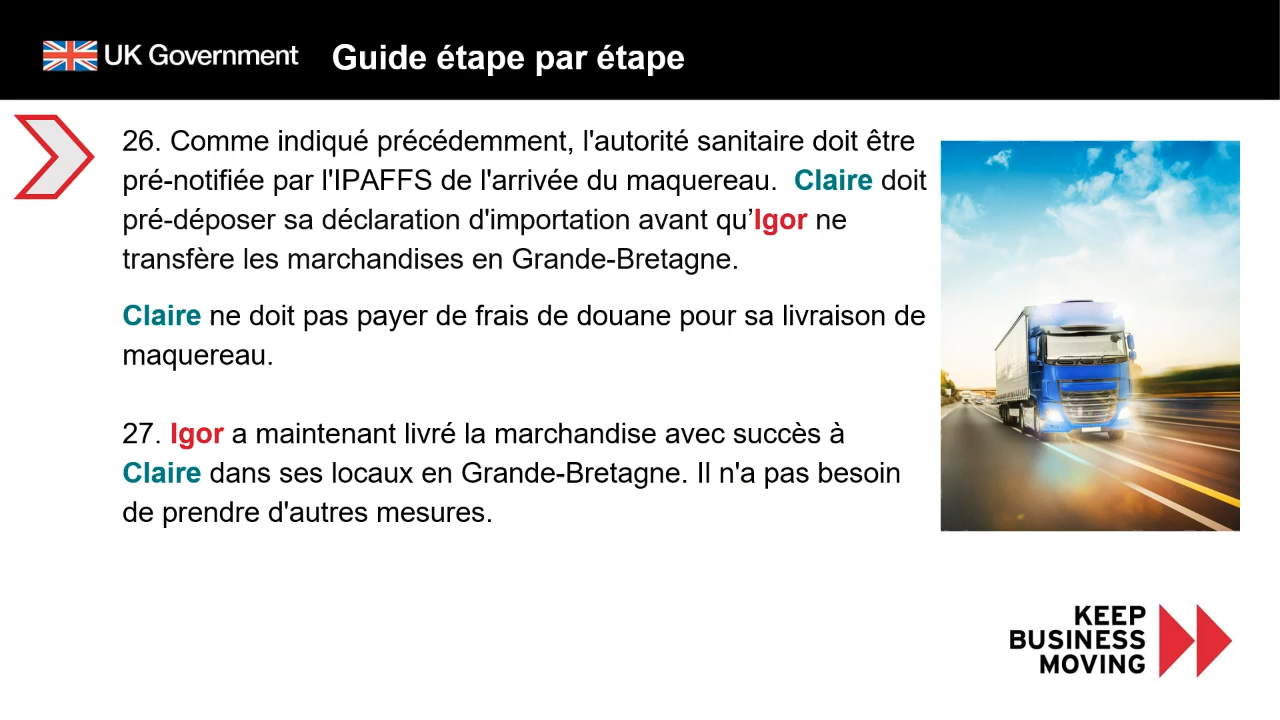 UK Government
Guide étape par étape
26. Comme indiqué précédemment, l'autorité sanitaire doit être
pré-notifiée par l'IPAFFS de l'arrivée du maquereau.  Claire doit
pré-déposer sa déclaration d'importation avant qu’Igor ne
transfère les marchandises en Grande-Bretagne.
Claire ne doit pas payer de frais de douane pour sa livraison de
maquereau.
27. Igor a maintenant livré la marchandise avec succès à
Claire dans ses locaux en Grande-Bretagne. Il n'a pas besoin
de prendre d'autres mesures.
KEEP
BUSINESS
MOVING